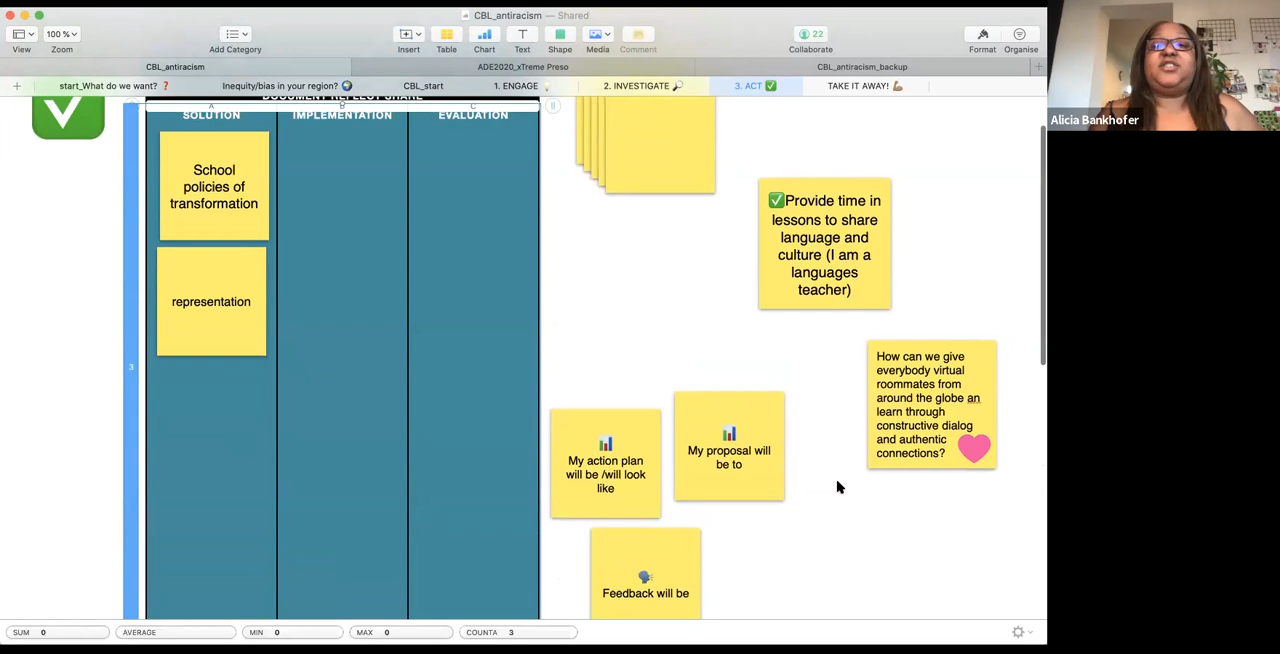 CBL_antiracism — Shared
100 %
22
View
Zoom
Add Category
Insert
Table
Chart
Text
Shape
Media
Comment
Collaborate
Format
Organise
CBL_antiracism
ADE2020_xTreme Preso
CBL_antiracism_backup
start_What do we want? ❓
Inequity/bias in your region? 🌍
CBL_start
1. ENGAGE
2. INVESTIGATE 🔎
3. ACT ✅
TAKE IT AWAY! 💪🏽
DOCUMENT REFLECT SHARE
A
B
C
SOLUTION
IMPLEMENTATION
EVALUATION
3
School
policies of
transformation
representation
✅Provide time in
lessons to share
language and
culture (I am a
languages
teacher)
How can we give
everybody virtual
roommates from
around the globe an
learn through
constructive dialog
and authentic
connections?
📊
My action plan
will be /will look
like
📊
My proposal will
be to
🗣
Feedback will be
SUM 0
AVERAGE
MIN 0
MAX 0
COUNTA 3
Alicia Bankhofer